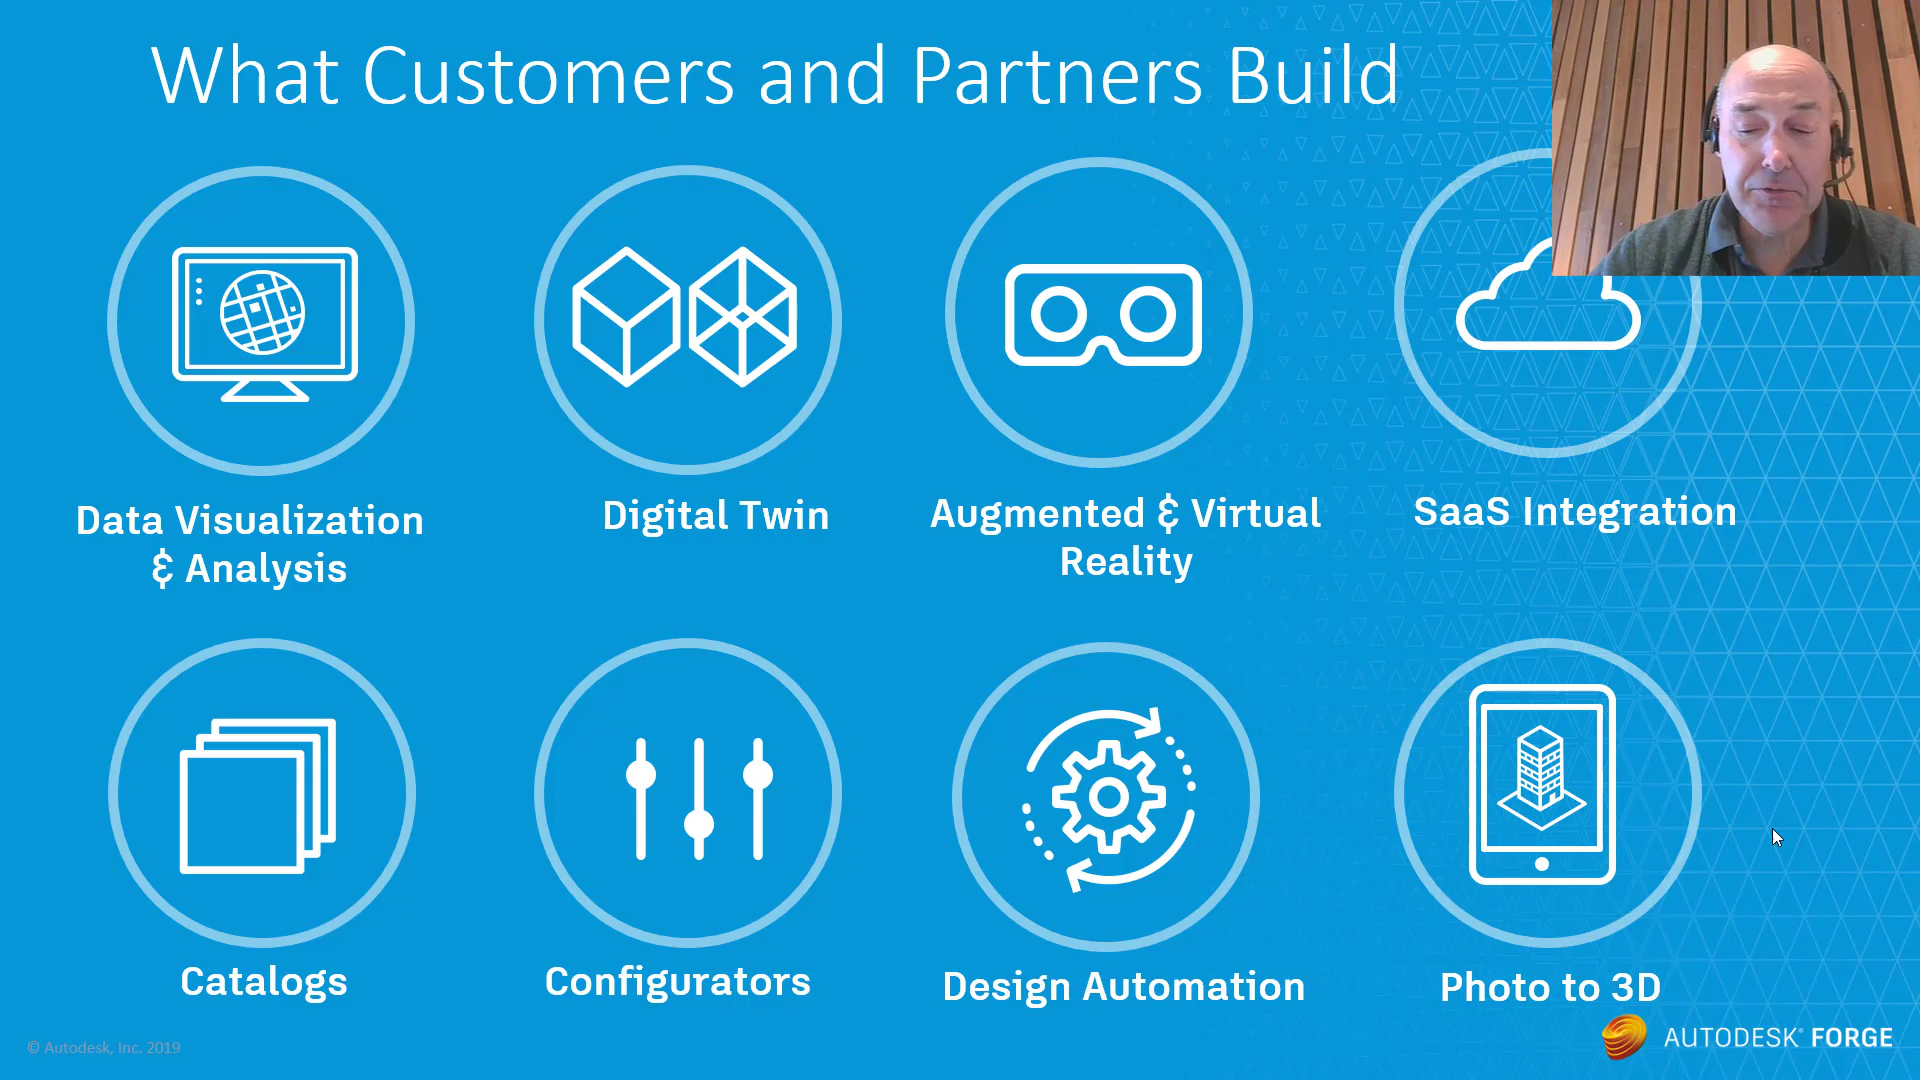 What Customers and Partners Build
Data Visualization
& Analysis
Digital Twin
Augmented & Virtual
Reality
SaaS Integration
Catalogs
Configurators
Design Automation
Photo to 3D
© Autodesk, Inc. 2019
AUTODESK® FORGE